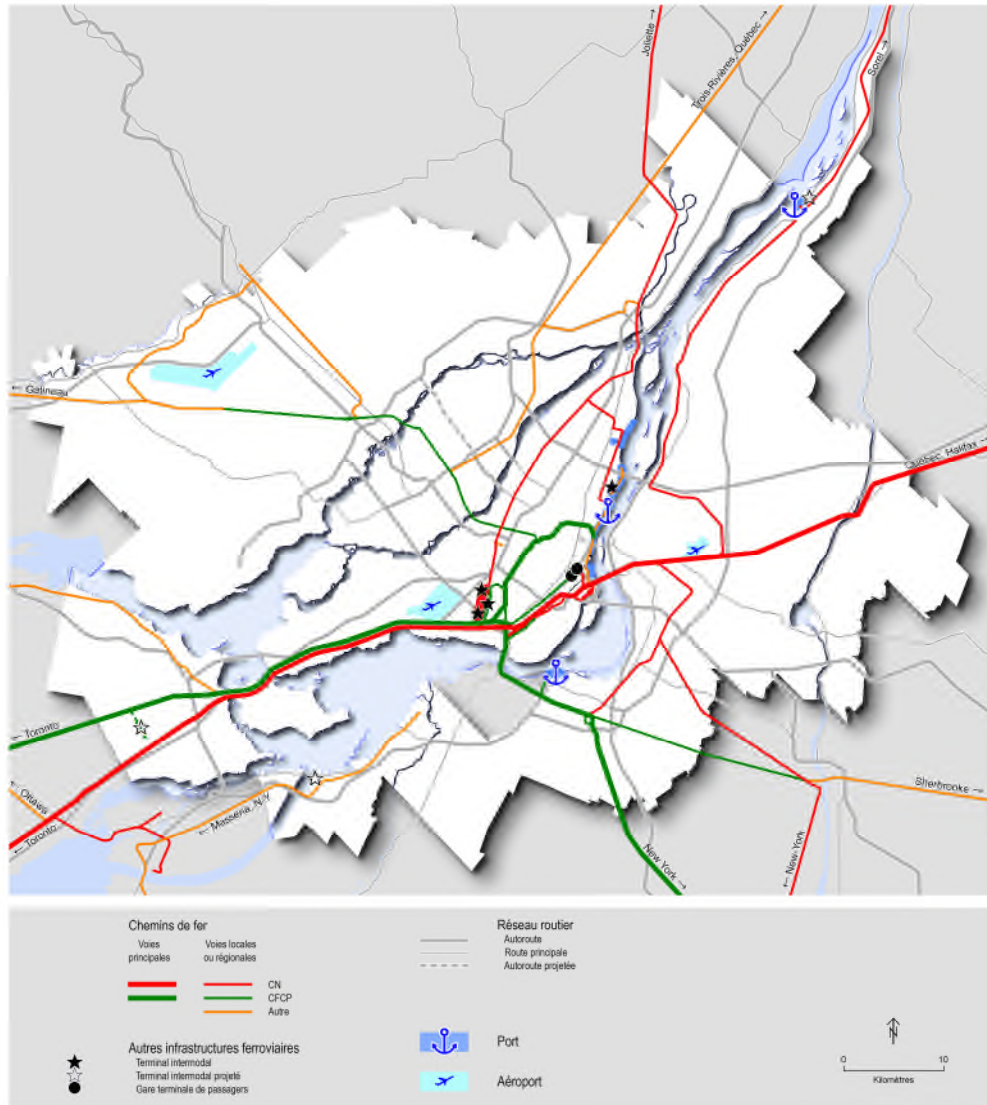 Joliette →
Trois-Rivières, Québec →
Sorel →
← Gatineau
Québec, Halifax →
← Toronto
← Ottawa
← Toronto
← Massena, N-Y
New York →
← New-York
Sherbrooke →
Chemins de fer
Voies principales
Voies locales ou régionales
CN
CFCP
Autre
Autres infrastructures ferroviaires
Terminal intermodal
Terminal intermodal projeté
Gare terminale de passagers
Réseau routier
Autoroute
Route principale
Autoroute projetée
Port
Aéroport
N
0 10
Kilomètres